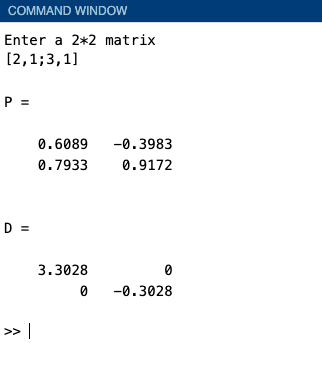 COMMAND WINDOW
Enter a 2*2 matrix
[2,1;3,1]
P =
0.6089 -0.3983
0.7933 0.9172
D =
3.3028 0
0 -0.3028
>>